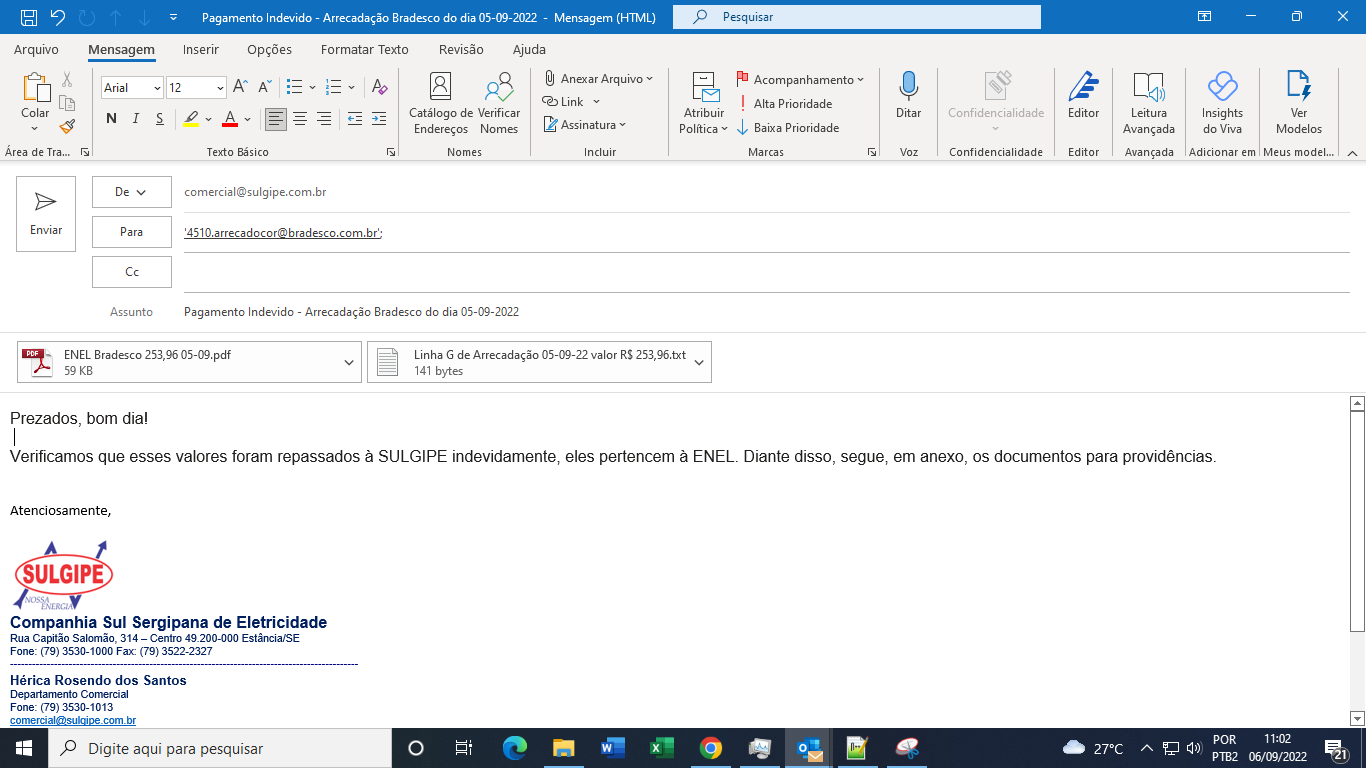 Pagamento Indevido - Arrecadação Bradesco do dia 05-09-2022 - Mensagem (HTML)
Pesquisar
Arquivo Mensagem Inserir Opções Formatar Texto Revisão Ajuda
Colar
Área de Tra...
Arial 12
N I S A
Texto Básico
Catálogo de Endereços
Verificar Nomes
Nomes
Anexar Arquivo
Link
Assinatura
Incluir
Atribuir Política
Acompanhamento
Alta Prioridade
Baixa Prioridade
Marcas
Ditar
Voz
Confidencialidade
Confidencialidade
Editor
Editor
Leitura Avançada
Avançada
Insights do Viva
Adicionar em
Ver Modelos
Meus model...
Enviar
De comercial@sulgipe.com.br
Para '4510.arrecadocor@bradesco.com.br';
Cc
Assunto Pagamento Indevido - Arrecadação Bradesco do dia 05-09-2022
PDF
ENEL Bradesco 253,96 05-09.pdf
59 KB
Linha G de Arrecadação 05-09-22 valor R$ 253,96.txt
141 bytes
Prezados, bom dia!
Verificamos que esses valores foram repassados à SULGIPE indevidamente, eles pertencem à ENEL. Diante disso, segue, em anexo, os documentos para providências.
Atenciosamente,
SULGIPE
NOSSA ENERGIA
Companhia Sul Sergipana de Eletricidade
Rua Capitão Salomão, 314 – Centro 49.200-000 Estância/SE
Fone: (79) 3530-1000 Fax: (79) 3522-2327
Hérica Rosendo dos Santos
Departamento Comercial
Fone: (79) 3530-1013
comercial@sulgipe.com.br
Digite aqui para pesquisar
27°C
POR
PTB2
11:02
06/09/2022
21